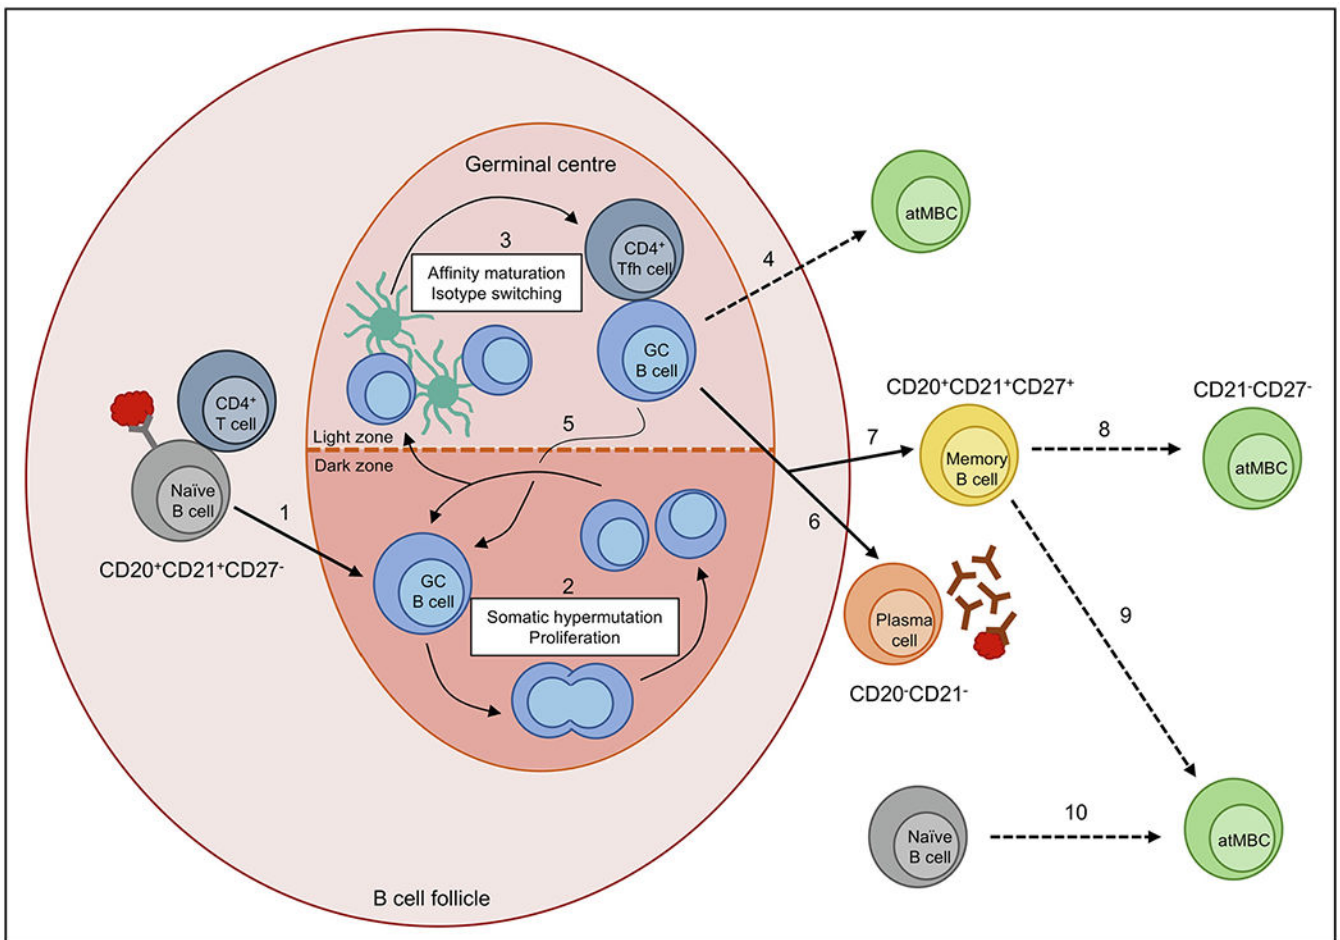 Germinal centre
3
Affinity maturation
Isotype switching
CD4⁺
Tfh cell
GC
B cell
4
atMBC
Light zone
Dark zone
5
CD4⁺
T cell
Naïve
B cell
CD20⁺CD21⁺CD27⁻
1
GC
B cell
2
Somatic hypermutation
Proliferation
6
7
CD20⁺CD21⁺CD27⁺
Memory
B cell
8
CD21⁻CD27⁻
atMBC
Plasma
cell
CD20⁻CD21⁻
9
Naïve
B cell
10
atMBC
B cell follicle